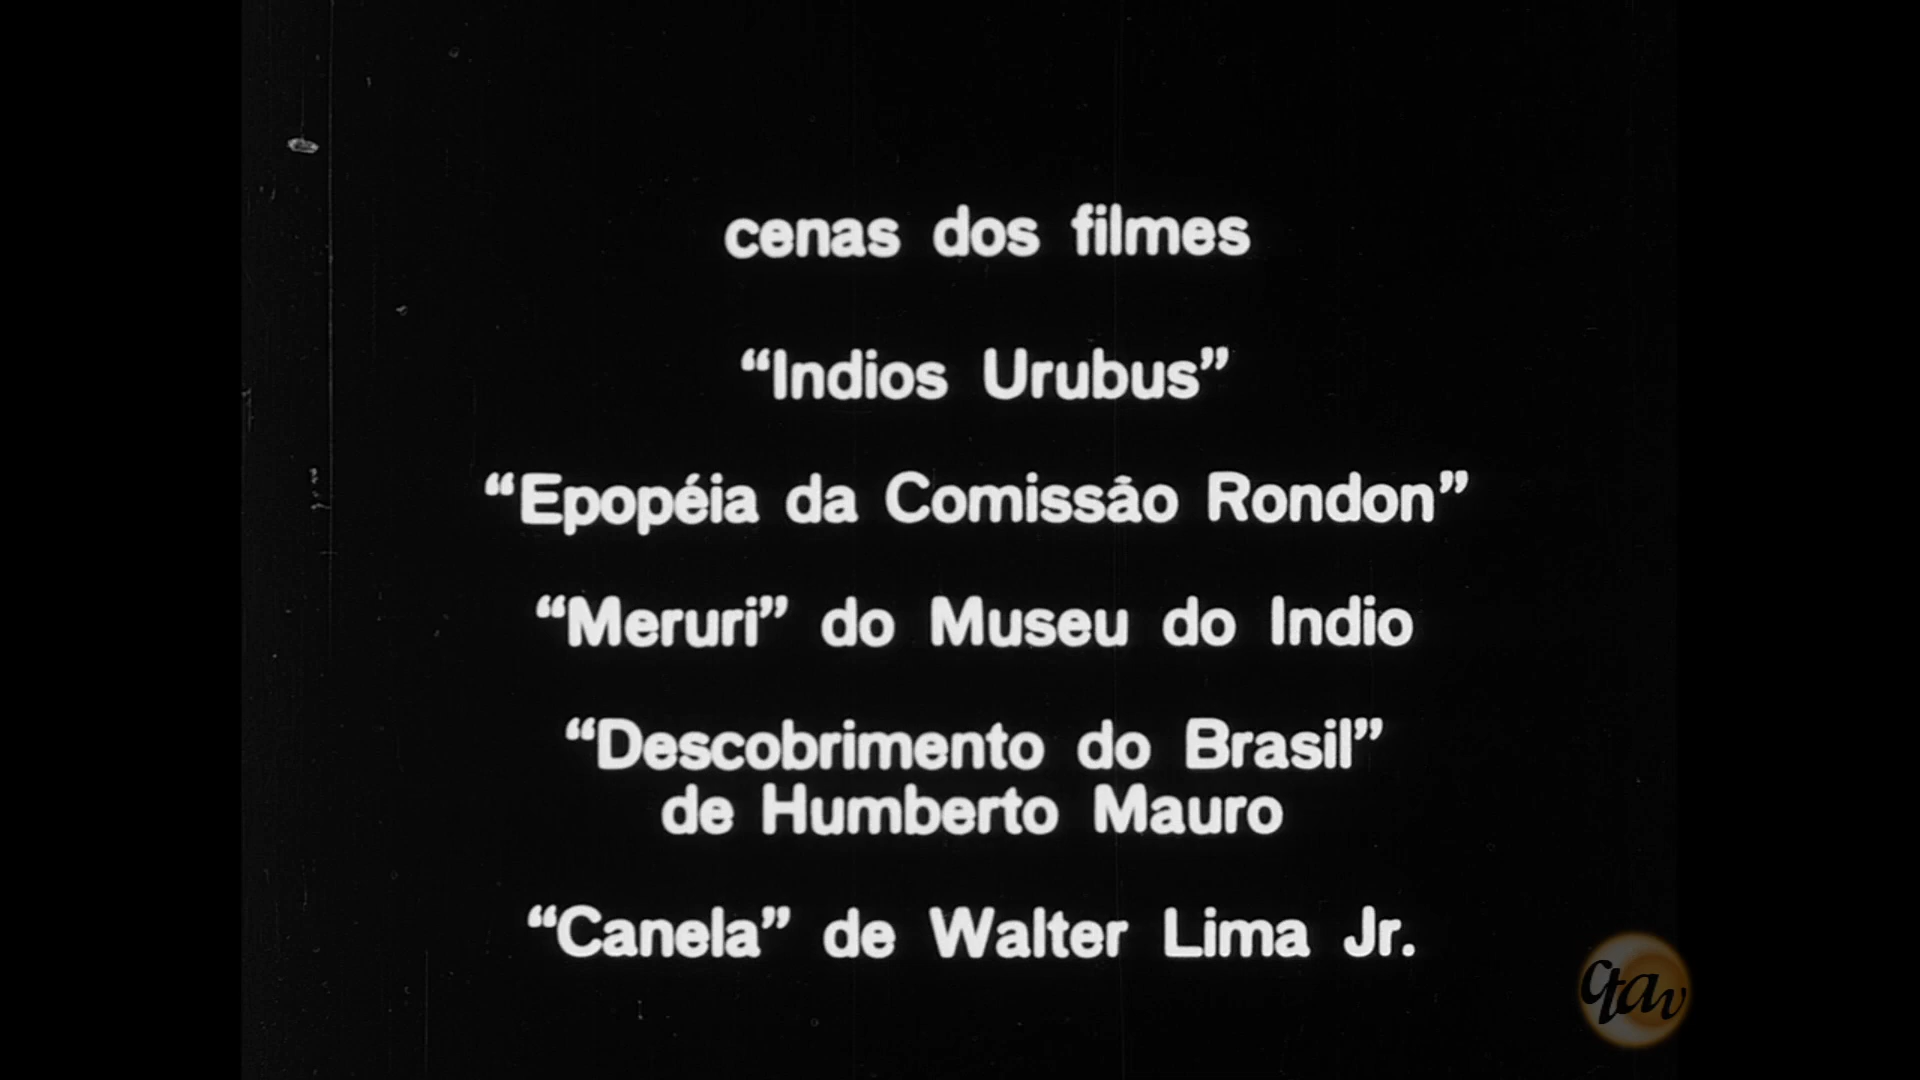 cenas dos filmes
“Indios Urubus”
“Epopéia da Comissão Rondon”
“Meruri” do Museu do Indio
“Descobrimento do Brasil”
de Humberto Mauro
“Canela” de Walter Lima Jr.
ctav